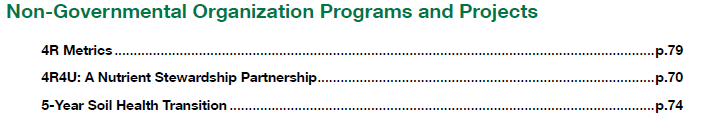 Non-Governmental Organization Programs and Projects
4R Metrics........................................................................................................................................p.79
4R4U: A Nutrient Stewardship Partnership.....................................................................................p.70
5-Year Soil Health Transition...........................................................................................................p.74